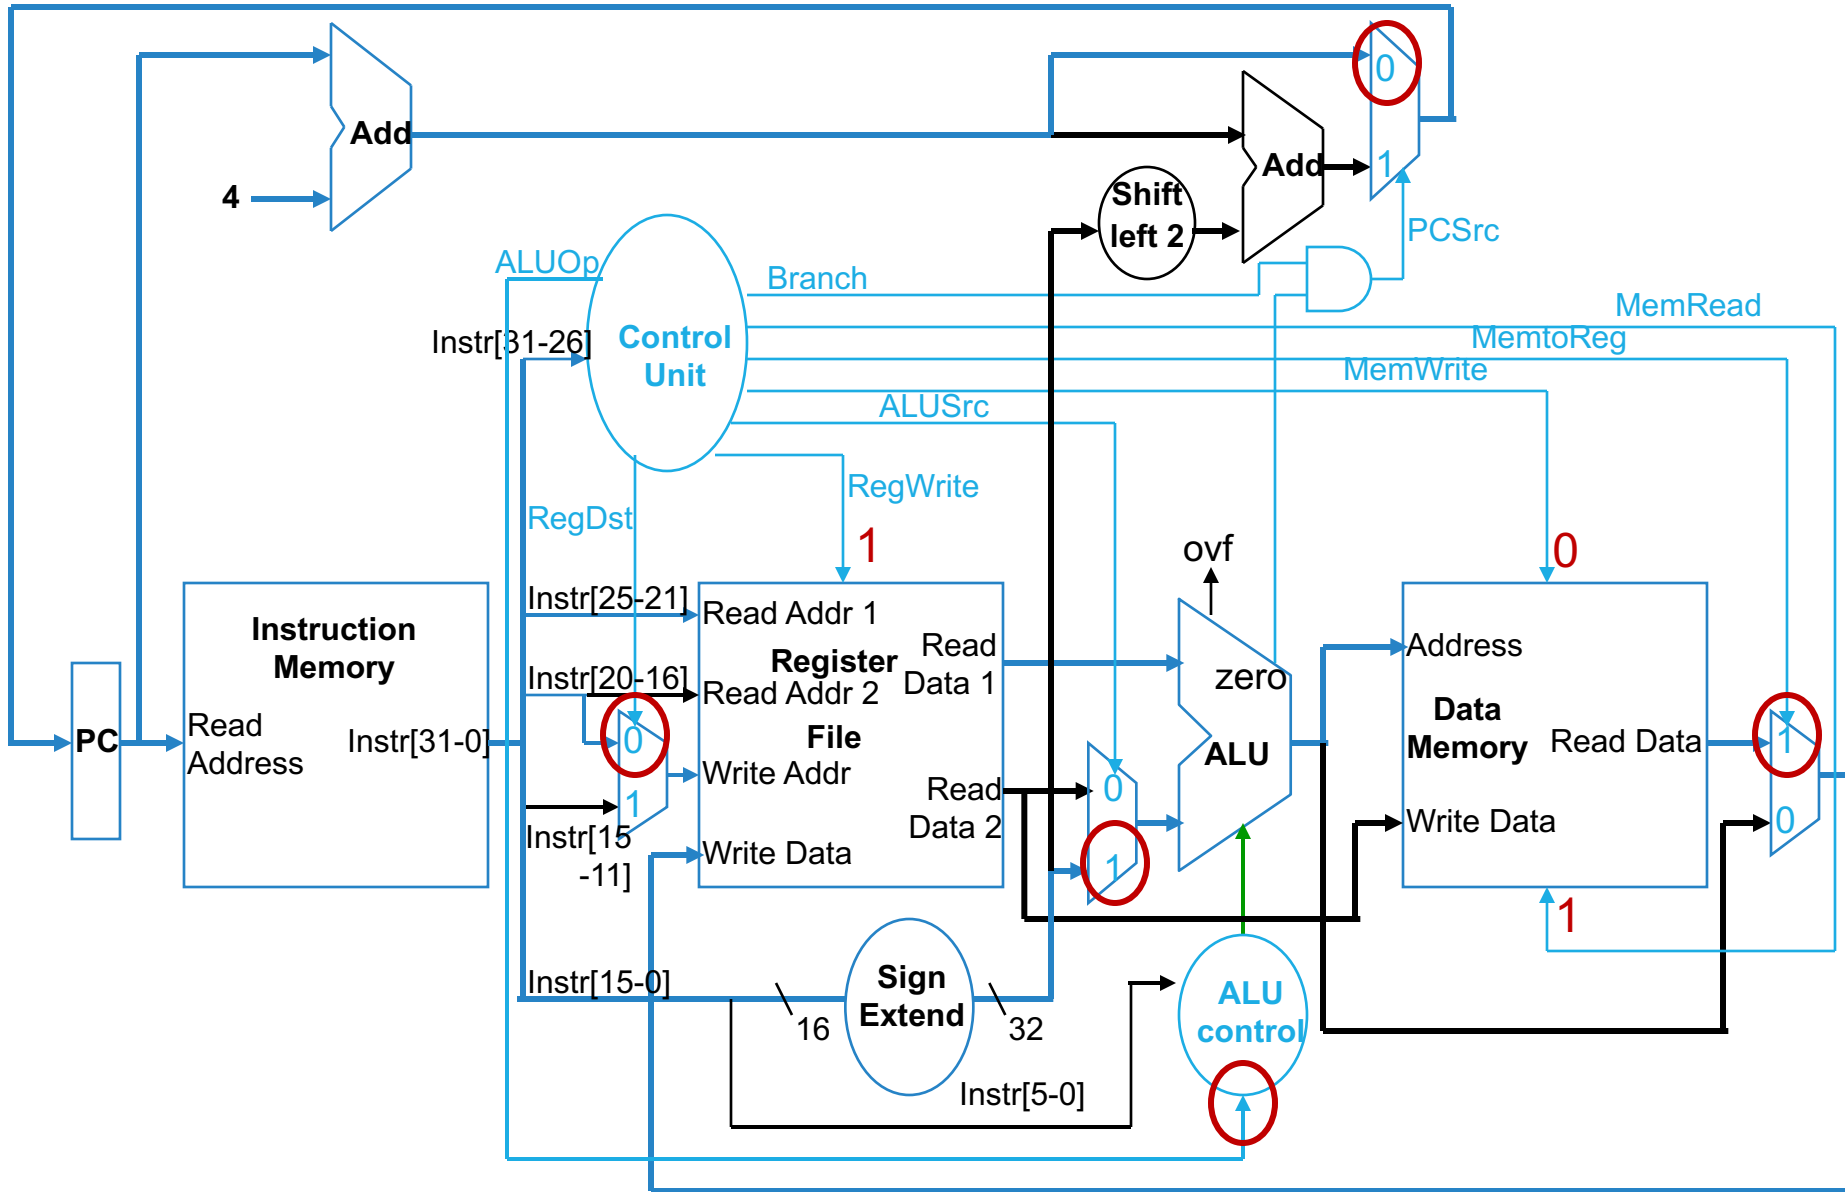 0
Add
1
Add
4
Shift
left 2
PCSrc
ALUOp
Branch
MemRead
Instr[31-26]
Control
Unit
MemtoReg
MemWrite
ALUSrc
RegWrite
RegDst
1
ovf
0
Instr[25-21]
Read Addr 1
Instruction
Memory
Register
Read
Data 1
Address
Instr[20-16]
Read Addr 2
zero
PC
Read
Address
Instr[31-0]
0
File
Data
Memory
Read Data
1
Write Addr
ALU
1
Read
Data 2
0
Write Data
0
Instr[15
-11]
Write Data
1
1
Instr[15-0]
16
Sign
Extend
32
ALU
control
Instr[5-0]